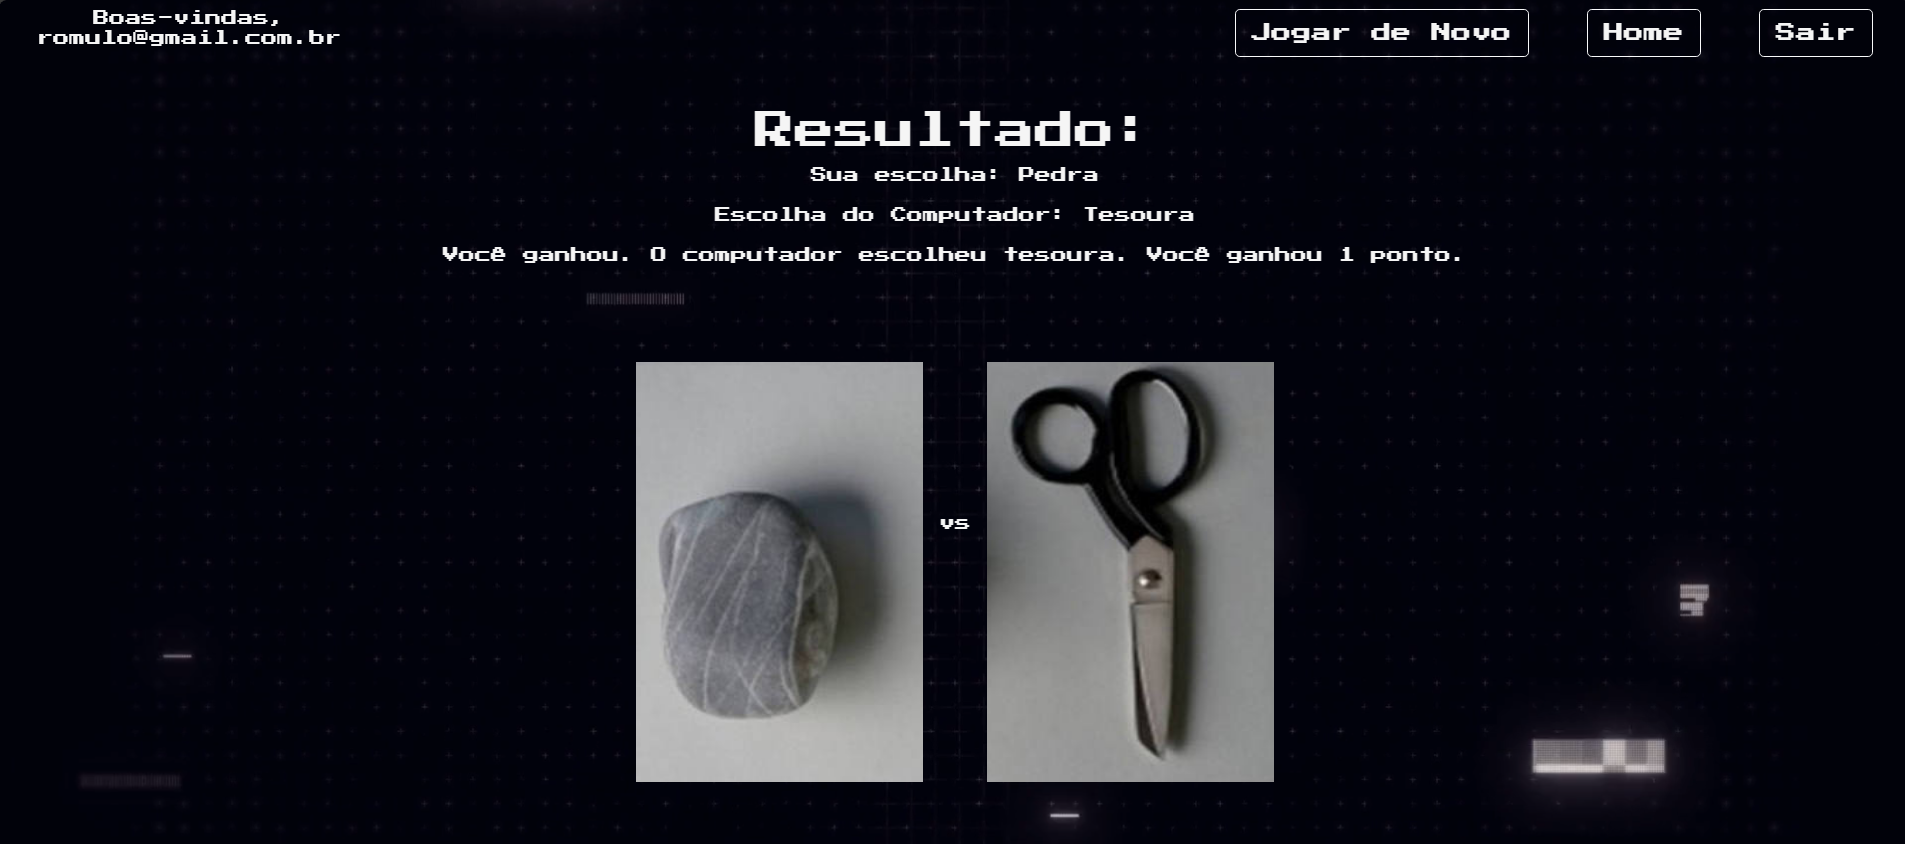 Boas-vindas,
romulo@gmail.com.br
Jogar de Novo
Home
Sair
Resultado:
Sua escolha: Pedra
Escolha do Computador: Tesoura
Você ganhou. O computador escolheu tesoura. Você ganhou 1 ponto.
vs